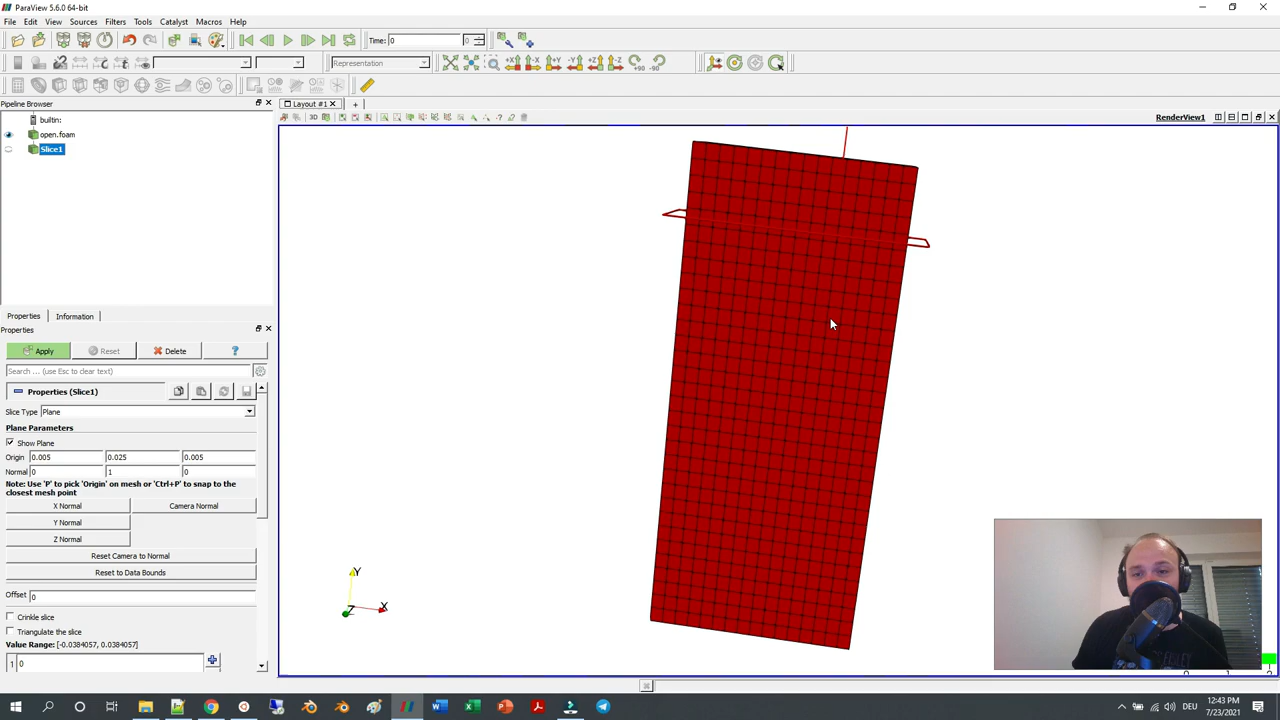 ParaView 5.6.0 64-bit
File Edit View Sources Filters Tools Catalyst Macros Help
Time: 0 0
Representation +X -X +Y -Y +Z -Z +90 -90
Pipeline Browser
Layout #1
3D
RenderView1
builtin:
open.foam
Slice1
Properties Information
Properties
Apply Reset Delete ?
Search ... (use Esc to clear text)
Properties (Slice1)
Slice Type Plane
Plane Parameters
Show Plane
Origin 0.005 0.025 0.005
Normal 0 1 0
Note: Use 'P' to pick 'Origin' on mesh or 'Ctrl+P' to snap to the
closest mesh point
X Normal Camera Normal
Y Normal
Z Normal
Reset Camera to Normal
Reset to Data Bounds
Offset 0
Crinkle slice
Triangulate the slice
Value Range: [-0.0384057, 0.0384057]
1 0
Y
Z X
12:43 PM
DEU
7/23/2021